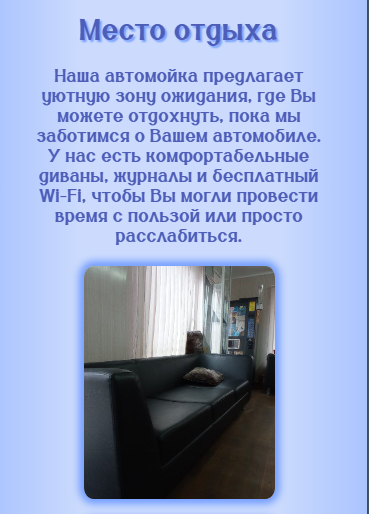 Место отдыха
Наша автомойка предлагает
уютную зону ожидания, где Вы
можете отдохнуть, пока мы
заботимся о Вашем автомобиле.
У нас есть комфортабельные
диваны, журналы и бесплатный
Wi-Fi, чтобы Вы могли провести
время с пользой или просто
расслабиться.